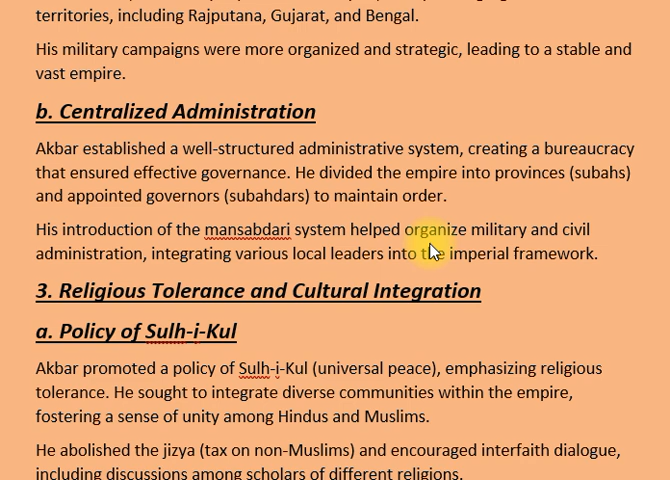 territories, including Rajputana, Gujarat, and Bengal.
His military campaigns were more organized and strategic, leading to a stable and
vast empire.
b. Centralized Administration
Akbar established a well-structured administrative system, creating a bureaucracy
that ensured effective governance. He divided the empire into provinces (subahs)
and appointed governors (subahdars) to maintain order.
His introduction of the mansabdari system helped organize military and civil
administration, integrating various local leaders into the imperial framework.
3. Religious Tolerance and Cultural Integration
a. Policy of Sulh-i-Kul
Akbar promoted a policy of Sulh-i-Kul (universal peace), emphasizing religious
tolerance. He sought to integrate diverse communities within the empire,
fostering a sense of unity among Hindus and Muslims.
He abolished the jizya (tax on non-Muslims) and encouraged interfaith dialogue,
including discussions among scholars of different religions.